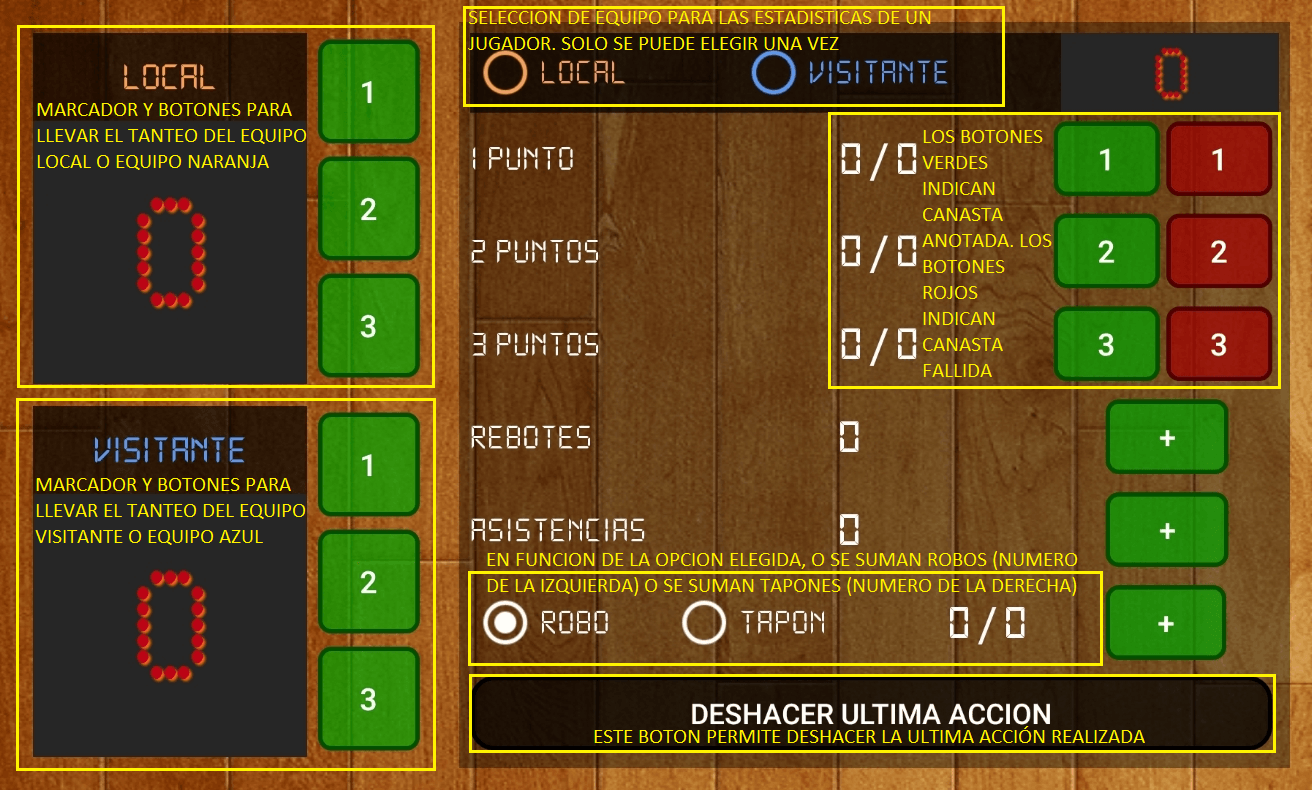 LOCAL
MARCADOR Y BOTONES PARA
LLEVAR EL TANTEO DEL EQUIPO
LOCAL O EQUIPO NARANJA
0
1
2
3
VISITANTE
MARCADOR Y BOTONES PARA
LLEVAR EL TANTEO DEL EQUIPO
VISITANTE O EQUIPO AZUL
0
1
2
3
SELECCION DE EQUIPO PARA LAS ESTADISTICAS DE UN
JUGADOR. SOLO SE PUEDE ELEGIR UNA VEZ
LOCAL VISITANTE 0
1 PUNTO 0/0 1 1
2 PUNTOS 0/0 2 2
3 PUNTOS 0/0 3 3
LOS BOTONES
VERDES
INDICAN
CANASTA
ANOTADA. LOS
BOTONES
ROJOS
INDICAN
CANASTA
FALLIDA
REBOTES 0 +
ASISTENCIAS 0 +
EN FUNCION DE LA OPCION ELEGIDA, O SE SUMAN ROBOS (NUMERO
DE LA IZQUIERDA) O SE SUMAN TAPONES (NUMERO DE LA DERECHA)
ROBO TAPON 0/0 +
DESHACER ULTIMA ACCION
ESTE BOTON PERMITE DESHACER LA ULTIMA ACCIÓN REALIZADA